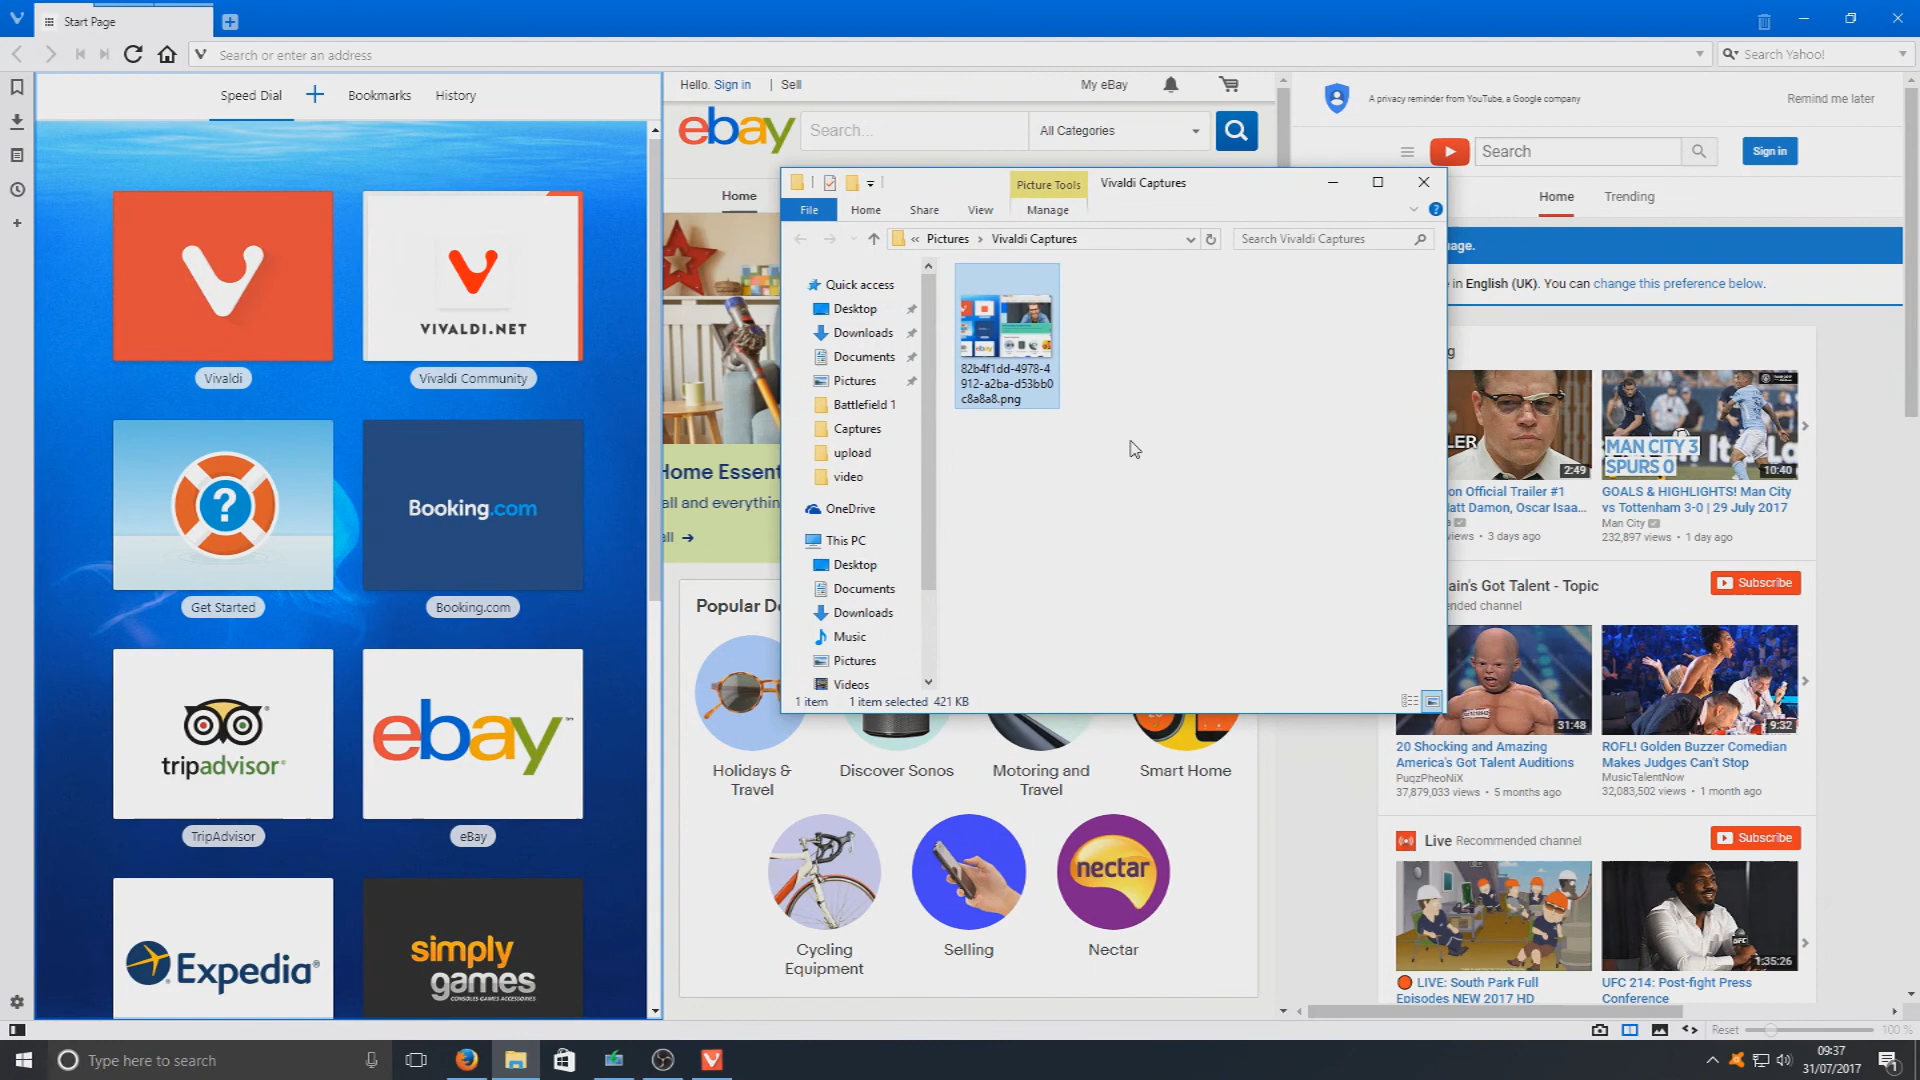 Start Page
Search or enter an address
Search Yahoo!
Speed Dial
Bookmarks
History
VIVALDI.NET
Vivaldi
Vivaldi Community
Booking.com
Get Started
Booking.com
tripadvisor
ebay
TripAdvisor
eBay
Expedia
simply
games
CONSOLES GAMES ACCESSORIES
Hello. Sign in | Sell
My eBay
ebay
Search...
All Categories
Home
Home Essent
all and everythin
all
Popular De
Holidays &
Travel
Discover Sonos
Motoring and
Travel
Smart Home
nectar
Cycling
Equipment
Selling
Nectar
Picture Tools
Vivaldi Captures
File
Home
Share
View
Manage
« Pictures › Vivaldi Captures
Search Vivaldi Captures
Quick access
Desktop
Downloads
Documents
Pictures
Battlefield 1
Captures
upload
video
OneDrive
This PC
Desktop
Documents
Downloads
Music
Pictures
Videos
82b4f1dd-4978-4
912-a2ba-d53bb0
c8a8a8.png
1 item
1 item selected 421 KB
A privacy reminder from YouTube, a Google company
Remind me later
Search
Sign in
Home
Trending
age.
in English (UK). You can change this preference below.
g
LER
2:49
MAN CITY 3
SPURS 0
10:40
on Official Trailer #1
att Damon, Oscar Isaa...
views • 3 days ago
GOALS & HIGHLIGHTS! Man City
vs Tottenham 3-0 | 29 July 2017
Man City
232,897 views • 1 day ago
ain's Got Talent - Topic
ended channel
Subscribe
31:48
9:32
20 Shocking and Amazing
America's Got Talent Auditions
PuqzPheoNiX
37,879,033 views • 5 months ago
ROFL! Golden Buzzer Comedian
Makes Judges Can't Stop
MusicTalentNow
32,083,502 views • 1 month ago
Live Recommended channel
Subscribe
UFC
1:35:26
LIVE: South Park Full
Episodes NEW 2017 HD
UFC 214: Post-fight Press
Conference
Reset
100 %
Type here to search
09:37
31/07/2017
1